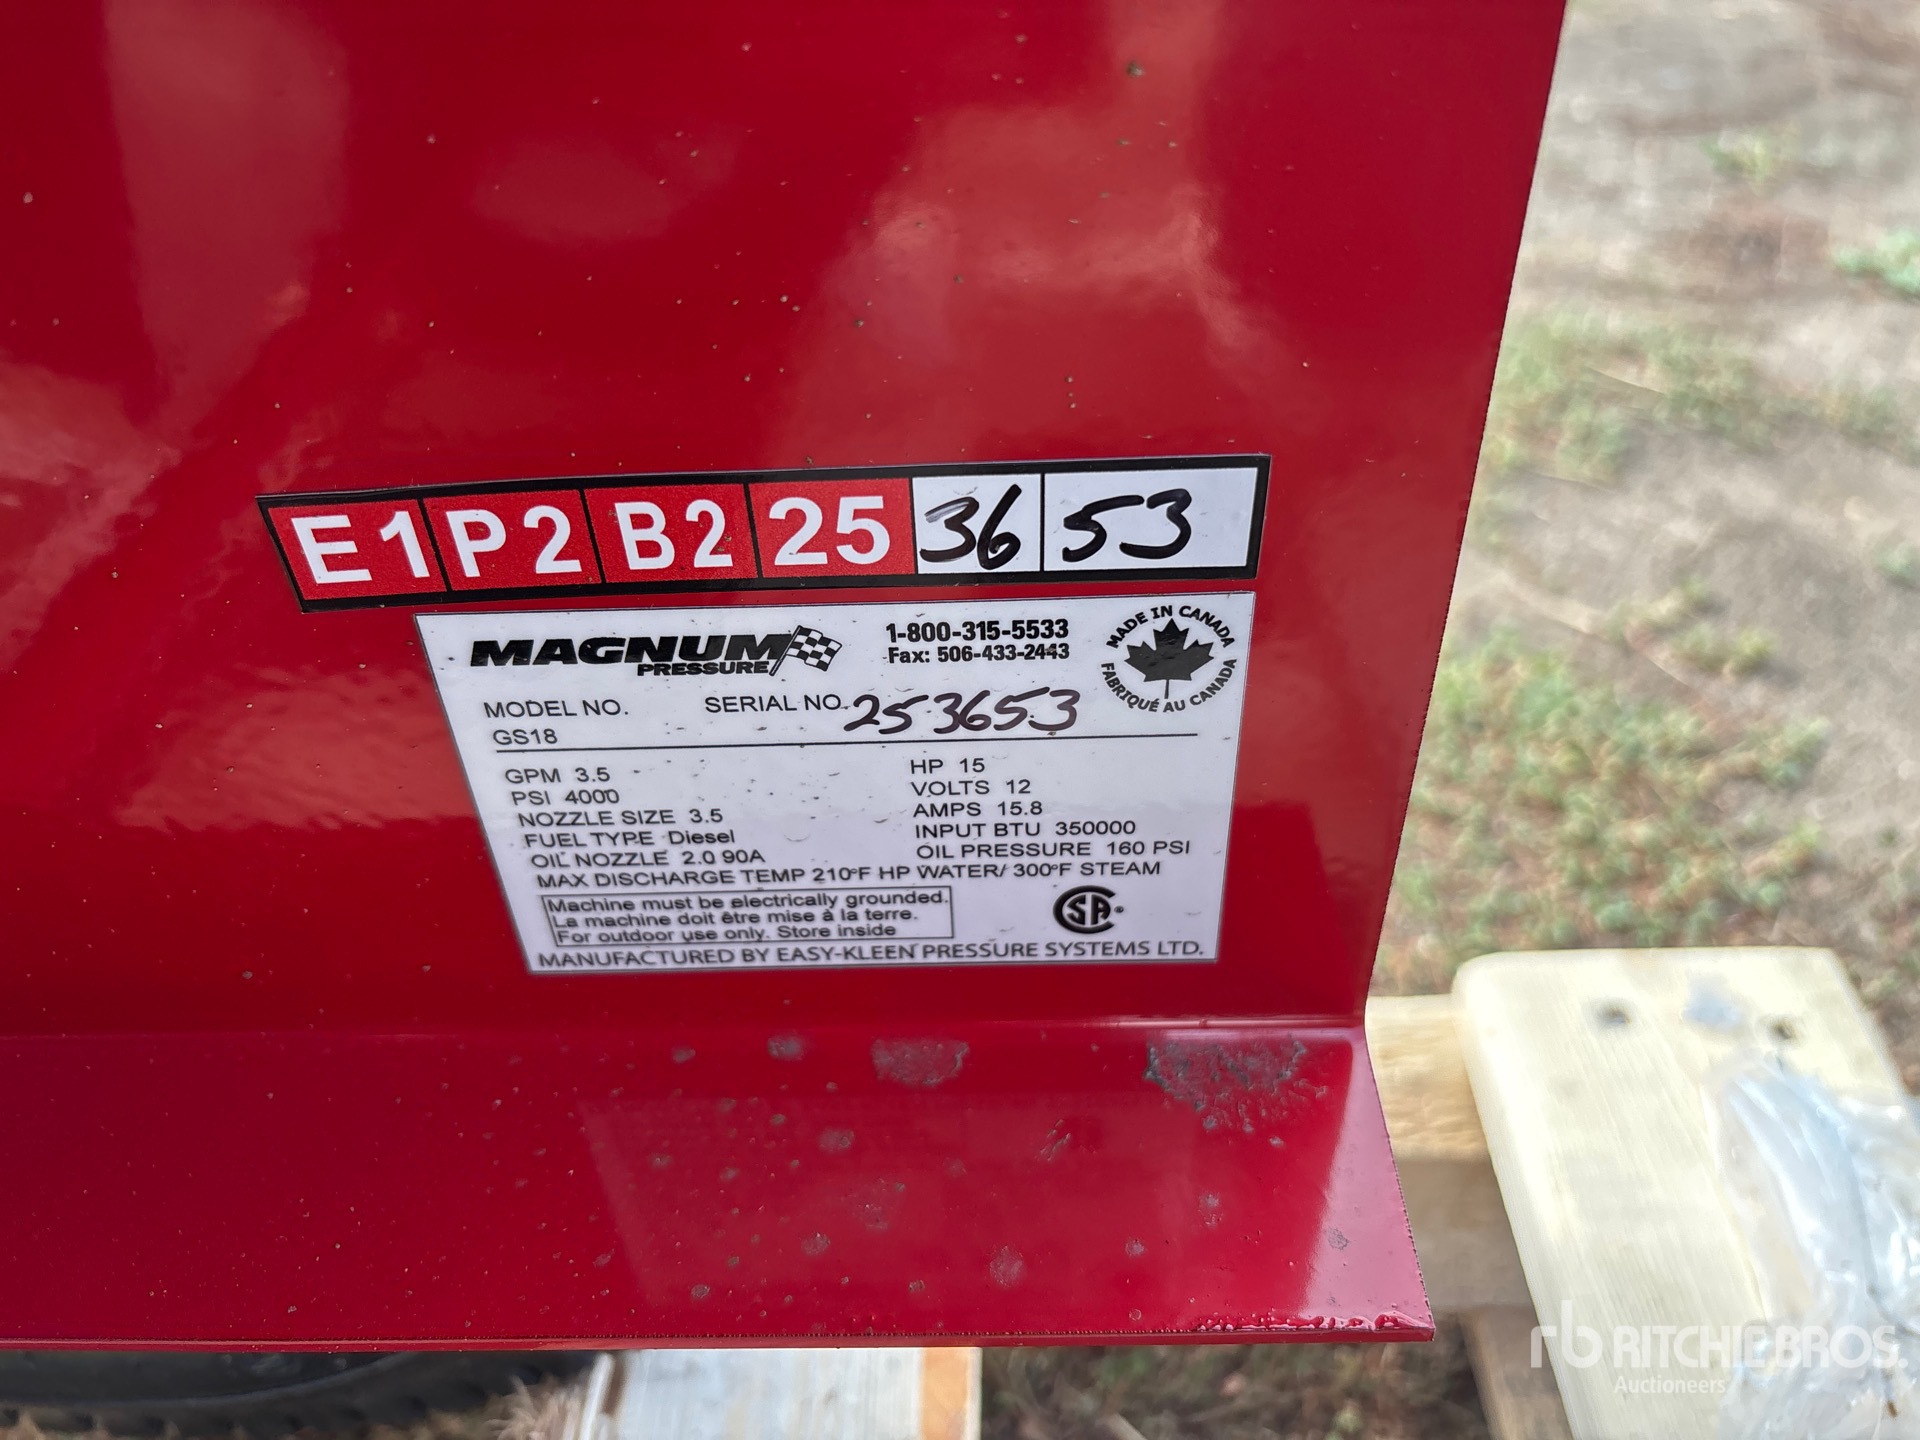 E1 P2 B2 25 36 53
MAGNUM PRESSURE
1-800-315-5533
Fax: 506-433-2443
MADE IN CANADA
FABRIQUÉ AU CANADA
MODEL NO. SERIAL NO. 253653
GS18
GPM 3.5 HP 15
PSI 4000 VOLTS 12
NOZZLE SIZE 3.5 AMPS 15.8
FUEL TYPE Diesel INPUT BTU 350000
OIL NOZZLE 2.0 90A OIL PRESSURE 160 PSI
MAX DISCHARGE TEMP 210°F HP WATER/ 300°F STEAM
Machine must be electrically grounded.
La machine doit être mise à la terre.
For outdoor use only. Store inside
CSA®
MANUFACTURED BY EASY-KLEEN PRESSURE SYSTEMS LTD.
rb RITCHIE BROS.
Auctioneers